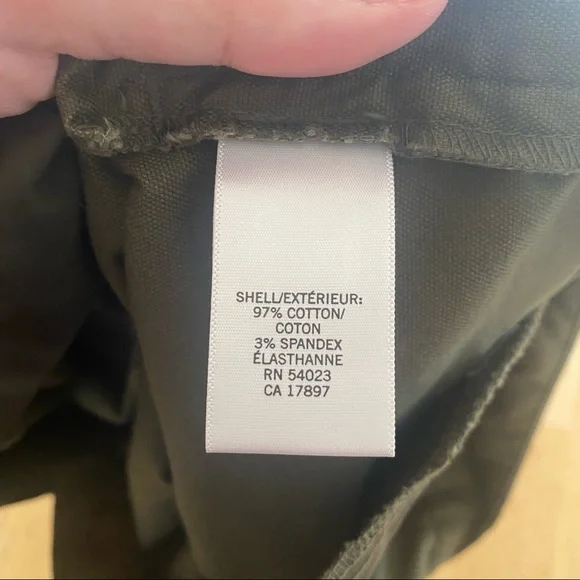 SHELL/EXTÉRIEUR:
97% COTTON/
COTON
3% SPANDEX
ÉLASTHANNE
RN 54023
CA 17897